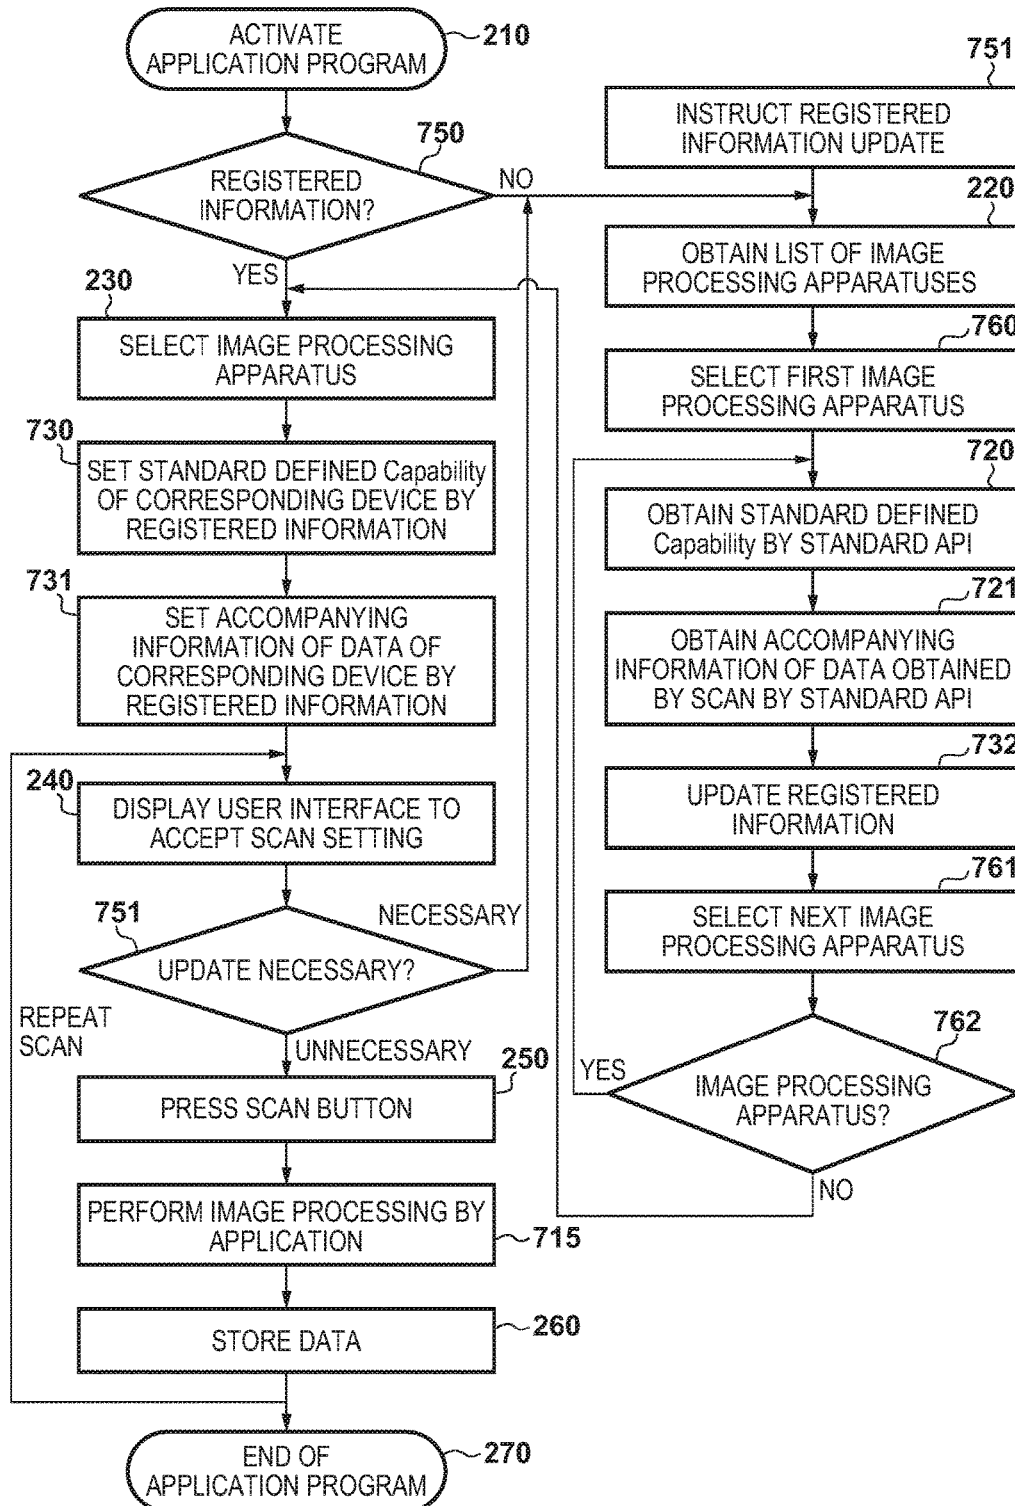 ACTIVATE
APPLICATION PROGRAM
210
750
REGISTERED
INFORMATION?
NO
YES
230
SELECT IMAGE PROCESSING
APPARATUS
730
SET STANDARD DEFINED Capability
OF CORRESPONDING DEVICE BY
REGISTERED INFORMATION
731
SET ACCOMPANYING
INFORMATION OF DATA OF
CORRESPONDING DEVICE BY
REGISTERED INFORMATION
240
DISPLAY USER INTERFACE TO
ACCEPT SCAN SETTING
751
NECESSARY
UPDATE NECESSARY?
REPEAT
SCAN
UNNECESSARY
250
PRESS SCAN BUTTON
PERFORM IMAGE PROCESSING BY
APPLICATION
715
STORE DATA
260
END OF
APPLICATION PROGRAM
270
751
INSTRUCT REGISTERED
INFORMATION UPDATE
220
OBTAIN LIST OF IMAGE
PROCESSING APPARATUSES
760
SELECT FIRST IMAGE
PROCESSING APPARATUS
720
OBTAIN STANDARD DEFINED
Capability BY STANDARD API
721
OBTAIN ACCOMPANYING
INFORMATION OF DATA OBTAINED
BY SCAN BY STANDARD API
732
UPDATE REGISTERED
INFORMATION
761
SELECT NEXT IMAGE
PROCESSING APPARATUS
762
YES
IMAGE PROCESSING
APPARATUS?
NO